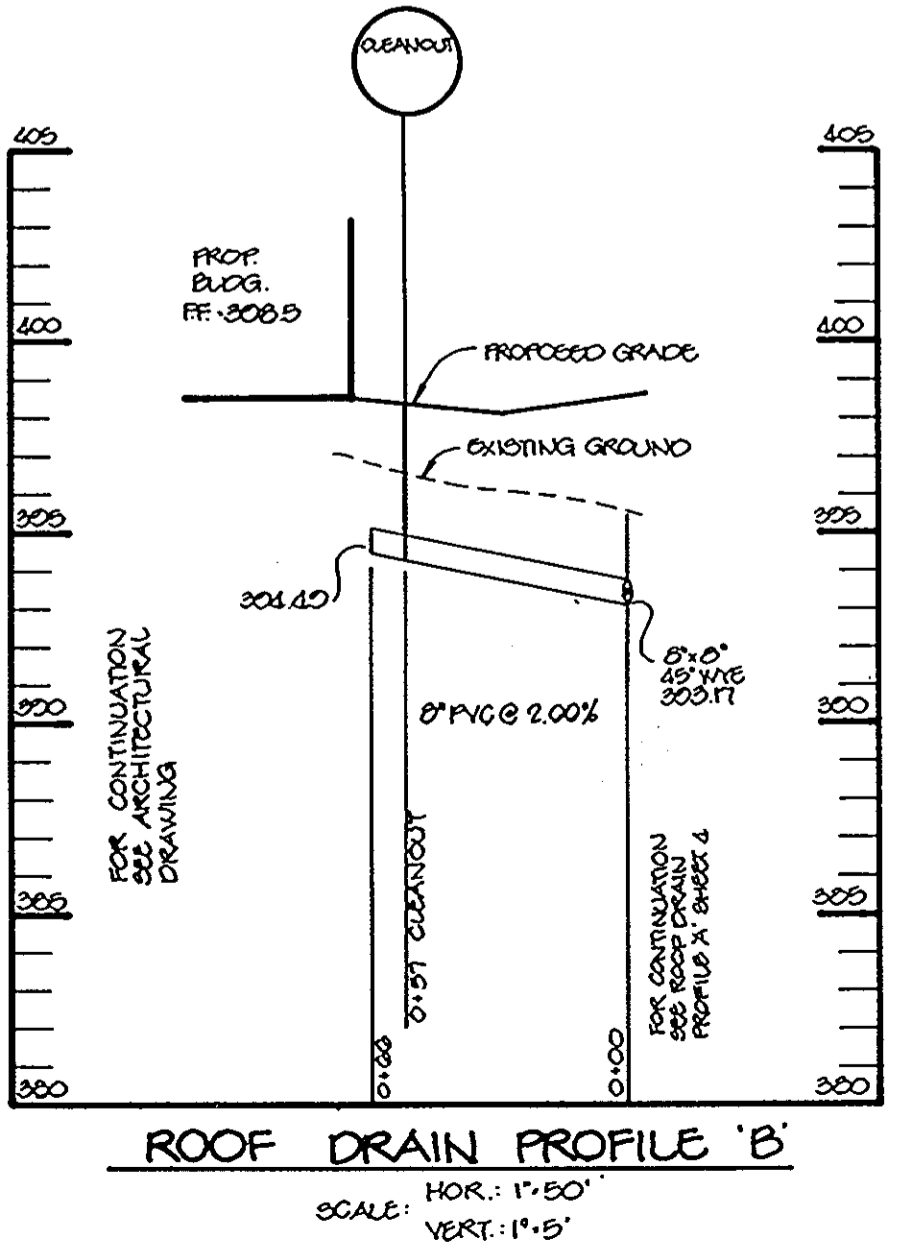 CLEANOUT
405
405
PROP.
BLDG.
F.F.=398.5
400
400
PROPOSED GRADE
EXISTING GROUND
395
395
394.49
8"x8"
45° WYE
393.17
390
390
8" PVC @ 2.00%
FOR CONTINUATION
SEE ARCHITECTURAL
DRAWING
0+57 CLEANOUT
FOR CONTINUATION
SEE ROOF DRAIN
PROFILE 'A' SHEET 4
385
385
0+66
0+00
380
380
ROOF DRAIN PROFILE 'B'
SCALE: HOR.: 1"=50'
VERT.: 1"=5'